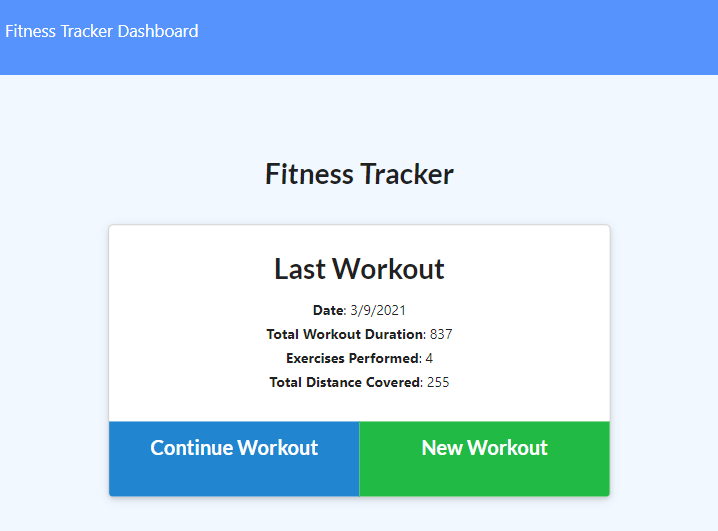 Fitness Tracker Dashboard
Fitness Tracker
Last Workout
Date: 3/9/2021
Total Workout Duration: 837
Exercises Performed: 4
Total Distance Covered: 255
Continue Workout
New Workout